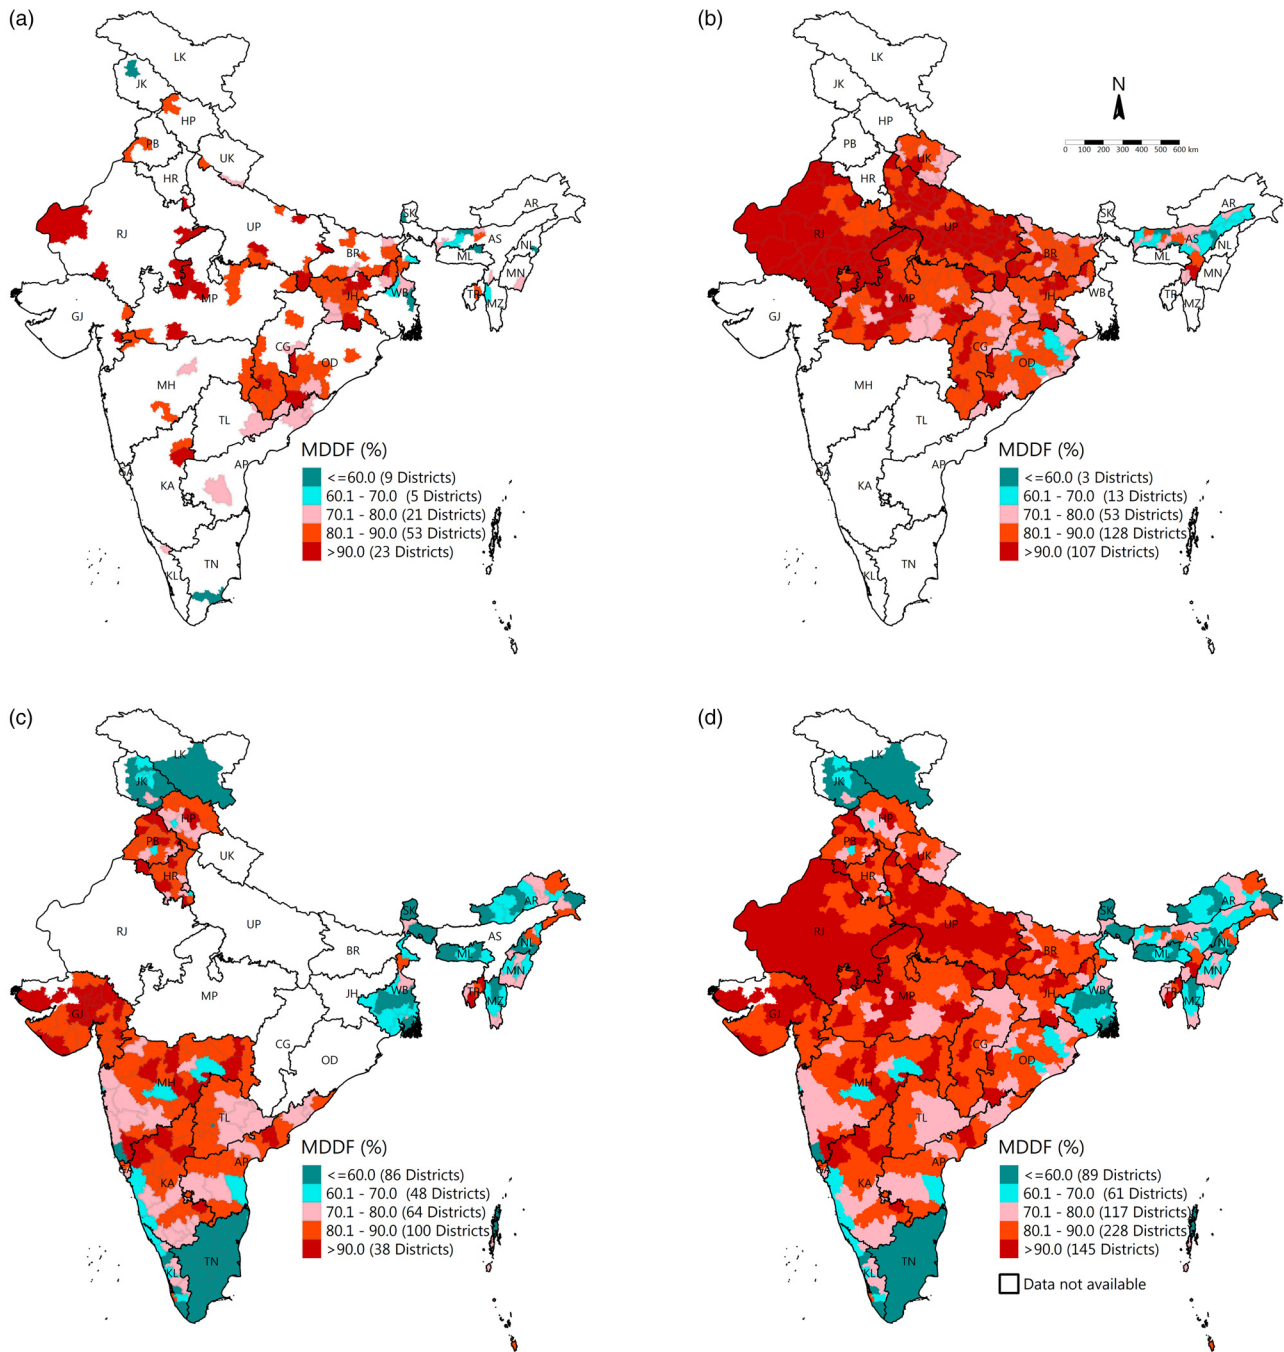 (a)
LK
JK
HP
PB
UK
HR
RJ
UP
SK
AR
AS
NL
BR
ML
MN
JH
TR
MZ
WB
MP
GJ
CG
OD
MH
TL
AP
GA
KA
TN
KL
MDDF (%)
<=60.0 (9 Districts)
60.1 - 70.0 (5 Districts)
70.1 - 80.0 (21 Districts)
80.1 - 90.0 (53 Districts)
>90.0 (23 Districts)
(b)
N
0 100 200 300 400 500 600 km
LK
JK
HP
PB
UK
HR
RJ
UP
SK
AR
AS
NL
BR
ML
MN
JH
TR
MZ
WB
MP
GJ
CG
OD
MH
TL
AP
GA
KA
TN
KL
MDDF (%)
<=60.0 (3 Districts)
60.1 - 70.0 (13 Districts)
70.1 - 80.0 (53 Districts)
80.1 - 90.0 (128 Districts)
>90.0 (107 Districts)
(c)
LK
JK
HP
PB
UK
HR
RJ
UP
SK
AR
AS
NL
BR
ML
MN
JH
TR
MZ
WB
MP
GJ
CG
OD
MH
TL
AP
GA
KA
TN
KL
MDDF (%)
<=60.0 (86 Districts)
60.1 - 70.0 (48 Districts)
70.1 - 80.0 (64 Districts)
80.1 - 90.0 (100 Districts)
>90.0 (38 Districts)
(d)
LK
JK
HP
PB
UK
HR
RJ
UP
SK
AR
AS
NL
BR
ML
MN
JH
TR
MZ
WB
MP
GJ
CG
OD
MH
TL
AP
GA
KA
TN
KL
MDDF (%)
<=60.0 (89 Districts)
60.1 - 70.0 (61 Districts)
70.1 - 80.0 (117 Districts)
80.1 - 90.0 (228 Districts)
>90.0 (145 Districts)
Data not available